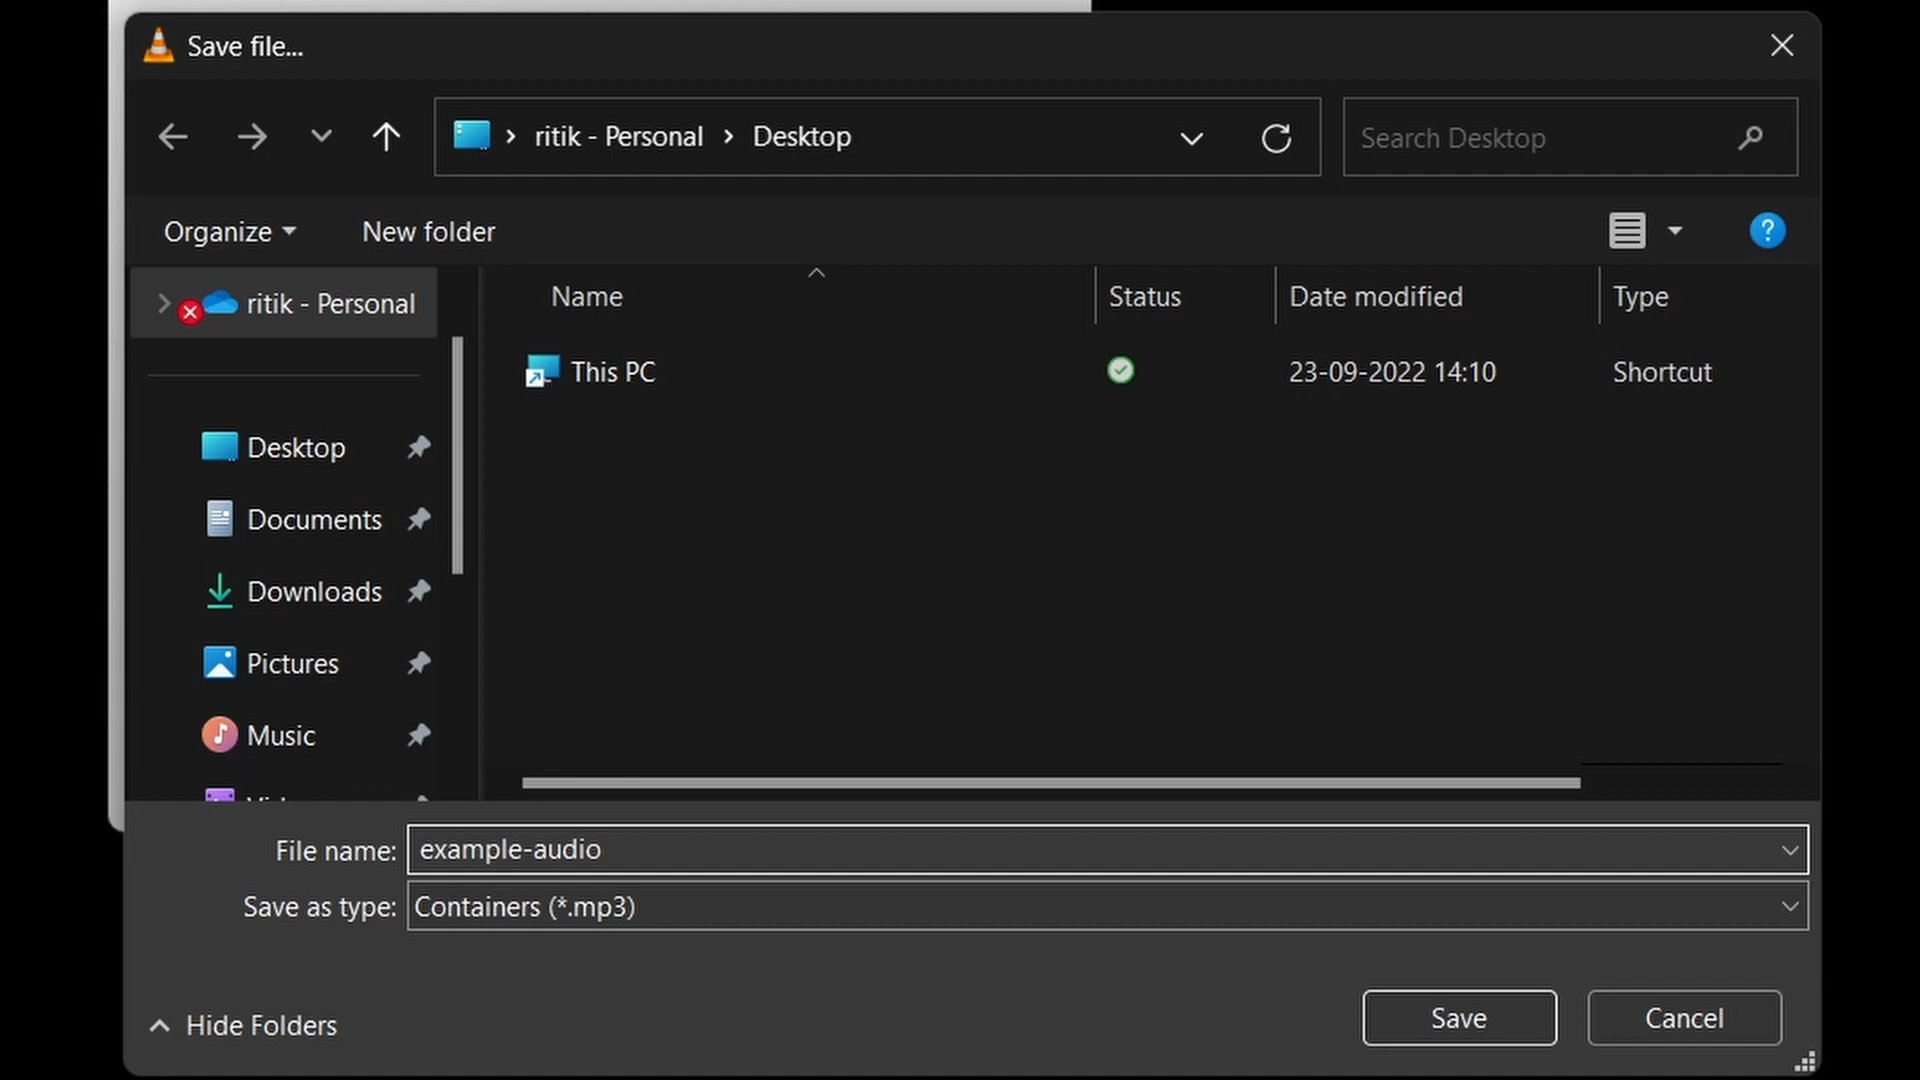 Save file...
ritik - Personal > Desktop
Search Desktop
Organize
New folder
ritik - Personal
Name
Status
Date modified
Type
This PC
23-09-2022 14:10
Shortcut
Desktop
Documents
Downloads
Pictures
Music
File name: example-audio
Save as type: Containers (*.mp3)
Hide Folders
Save
Cancel